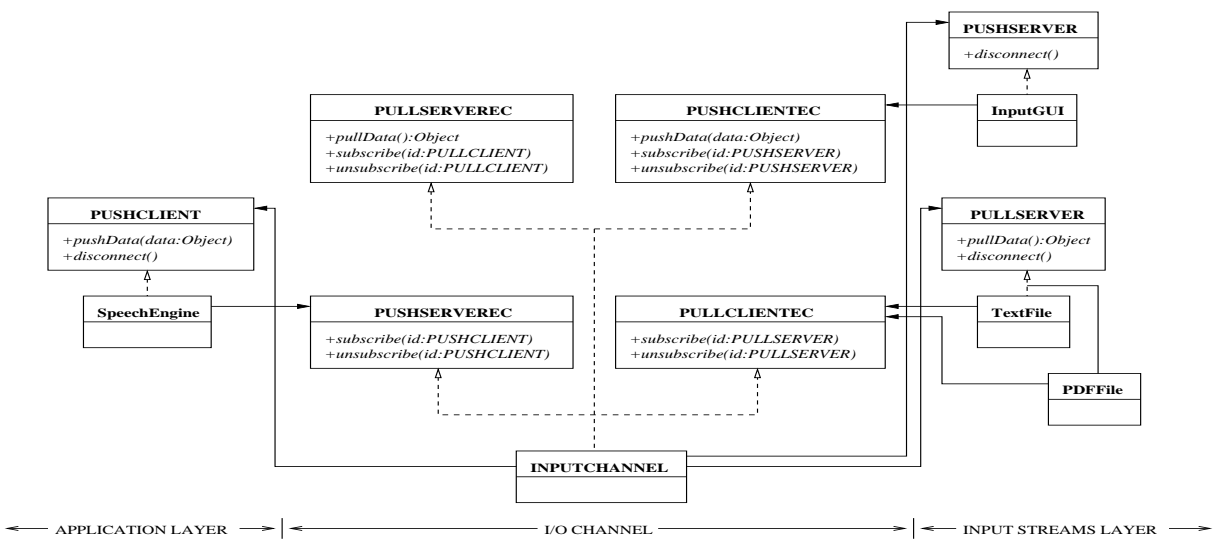 PUSHSERVER
+disconnect()
InputGUI
PULLSERVEREC
+pullData():Object
+subscribe(id:PULLCLIENT)
+unsubscribe(id:PULLCLIENT)
PUSHCLIENTEC
+pushData(data:Object)
+subscribe(id:PUSHSERVER)
+unsubscribe(id:PUSHSERVER)
PUSHCLIENT
+pushData(data:Object)
+disconnect()
PULLSERVER
+pullData():Object
+disconnect()
SpeechEngine
PUSHSERVEREC
+subscribe(id:PUSHCLIENT)
+unsubscribe(id:PUSHCLIENT)
PULLCLIENTEC
+subscribe(id:PULLSERVER)
+unsubscribe(id:PULLSERVER)
TextFile
PDFFile
INPUTCHANNEL
APPLICATION LAYER
I/O CHANNEL
INPUT STREAMS LAYER